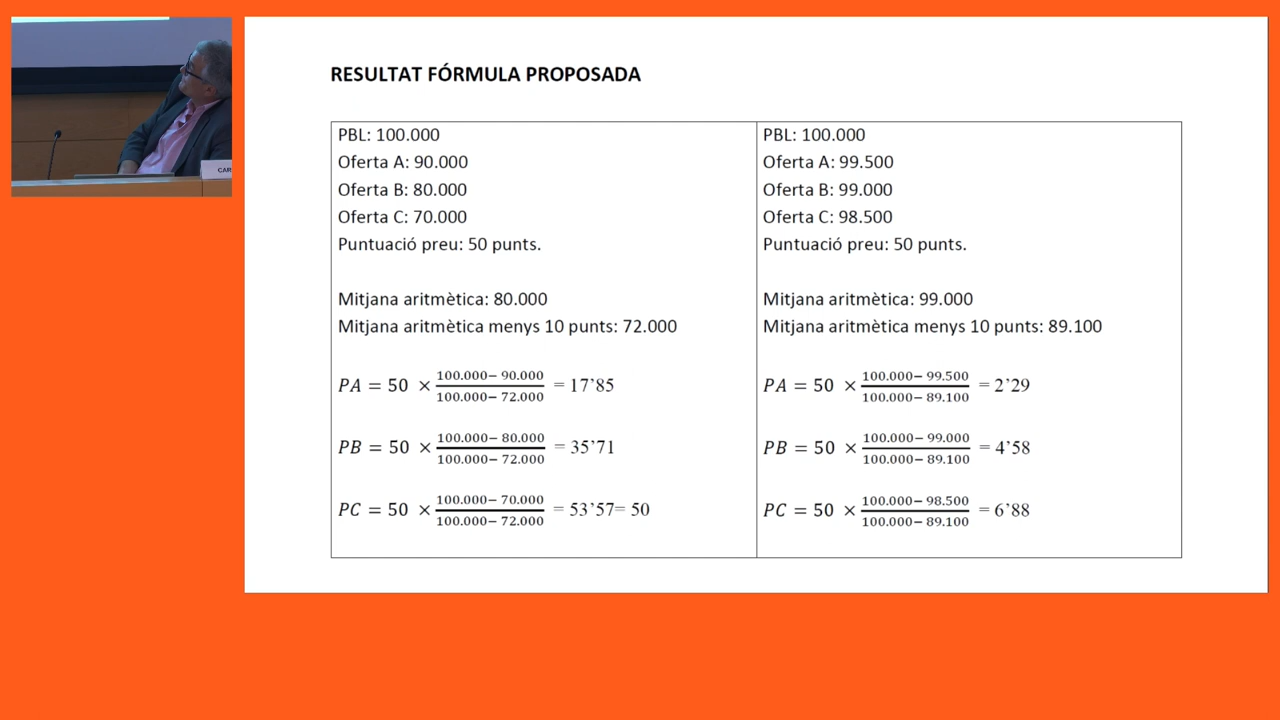 RESULTAT FÓRMULA PROPOSADA
PBL: 100.000
Oferta A: 90.000
Oferta B: 80.000
Oferta C: 70.000
Puntuació preu: 50 punts.
Mitjana aritmètica: 80.000
Mitjana aritmètica menys 10 punts: 72.000
PA = 50 × (100.000− 90.000)/(100.000− 72.000) = 17’85
PB = 50 × (100.000− 80.000)/(100.000− 72.000) = 35’71
PC = 50 × (100.000− 70.000)/(100.000− 72.000) = 53’57= 50
PBL: 100.000
Oferta A: 99.500
Oferta B: 99.000
Oferta C: 98.500
Puntuació preu: 50 punts.
Mitjana aritmètica: 99.000
Mitjana aritmètica menys 10 punts: 89.100
PA = 50 × (100.000− 99.500)/(100.000− 89.100) = 2’29
PB = 50 × (100.000− 99.000)/(100.000− 89.100) = 4’58
PC = 50 × (100.000− 98.500)/(100.000− 89.100) = 6’88
CAR